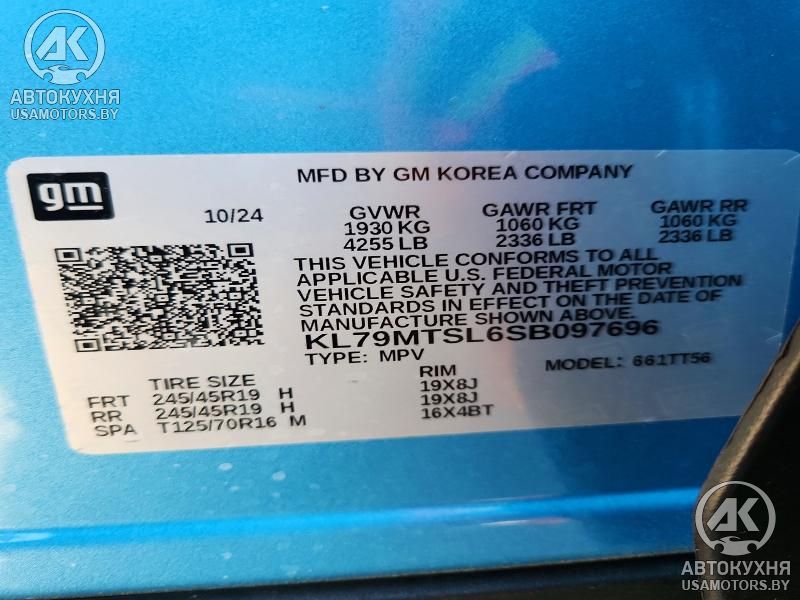 AK
АВТОКУХНЯ
USAMOTORS.BY
gm
MFD BY GM KOREA COMPANY
10/24
GVWR GAWR FRT GAWR RR
1930 KG 1060 KG 1060 KG
4255 LB 2336 LB 2336 LB
THIS VEHICLE CONFORMS TO ALL
APPLICABLE U.S. FEDERAL MOTOR
VEHICLE SAFETY AND THEFT PREVENTION
STANDARDS IN EFFECT ON THE DATE OF
MANUFACTURE SHOWN ABOVE.
KL79MTSL6SB097696
TYPE: MPV MODEL: 661TT56
TIRE SIZE RIM
FRT 245/45R19 H 19X8J
RR 245/45R19 H 19X8J
SPA T125/70R16 M 16X4BT
AK
АВТОКУХНЯ
USAMOTORS.BY